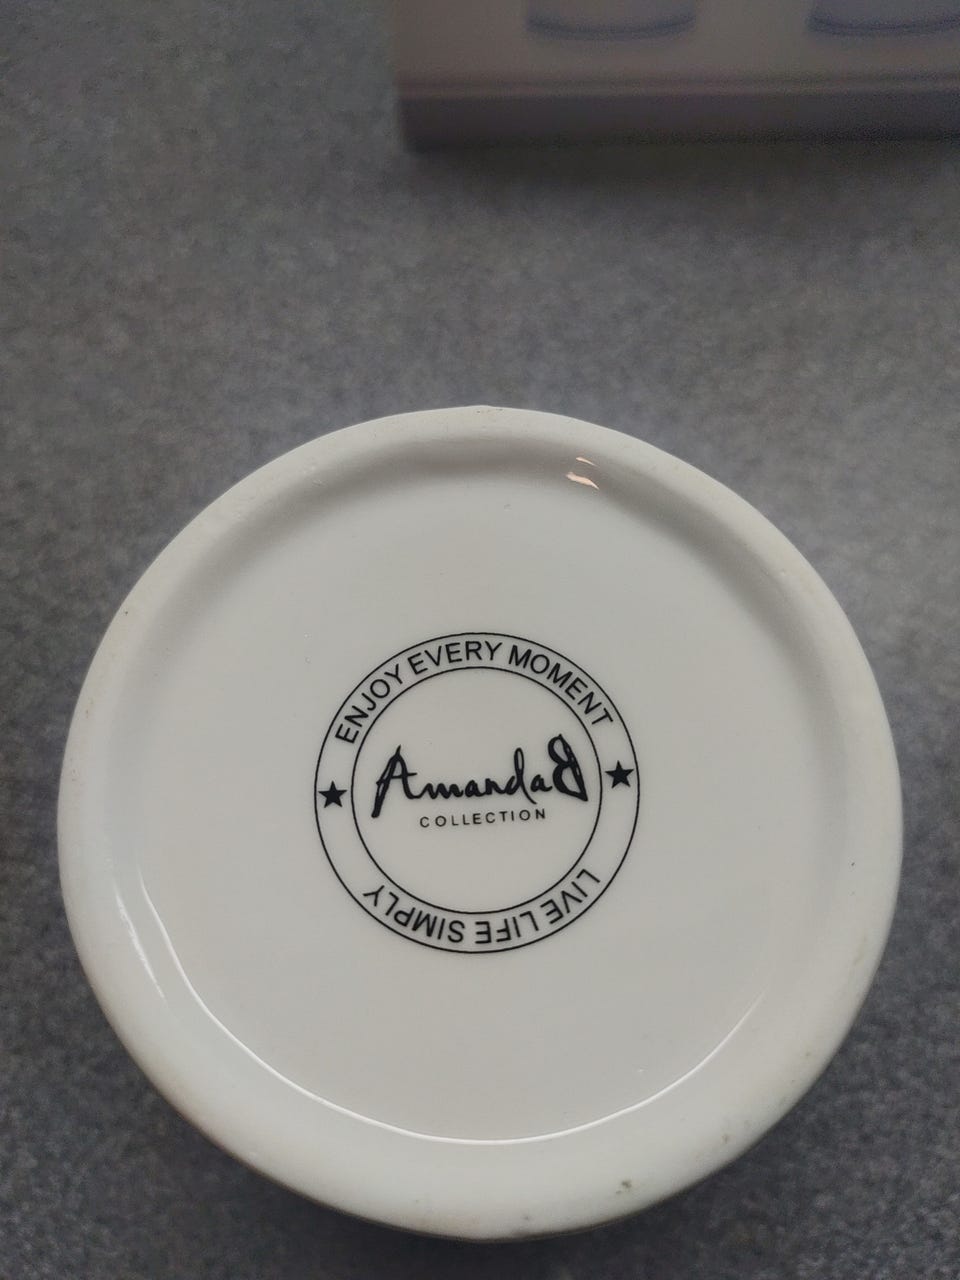 ENJOY EVERY MOMENT
★ ★
AmandaB
COLLECTION
LIVE LIFE SIMPLY